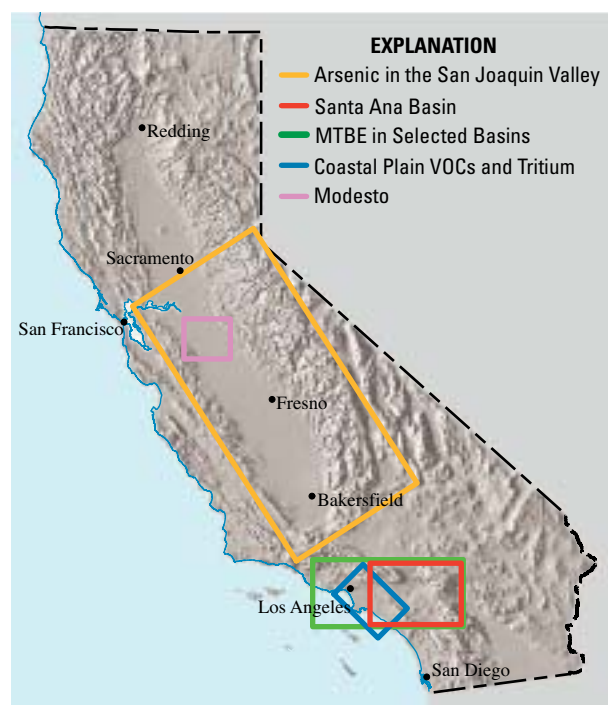 EXPLANATION
Arsenic in the San Joaquin Valley
Santa Ana Basin
MTBE in Selected Basins
Coastal Plain VOCs and Tritium
Modesto
Redding
Sacramento
San Francisco
Fresno
Bakersfield
Los Angeles
San Diego